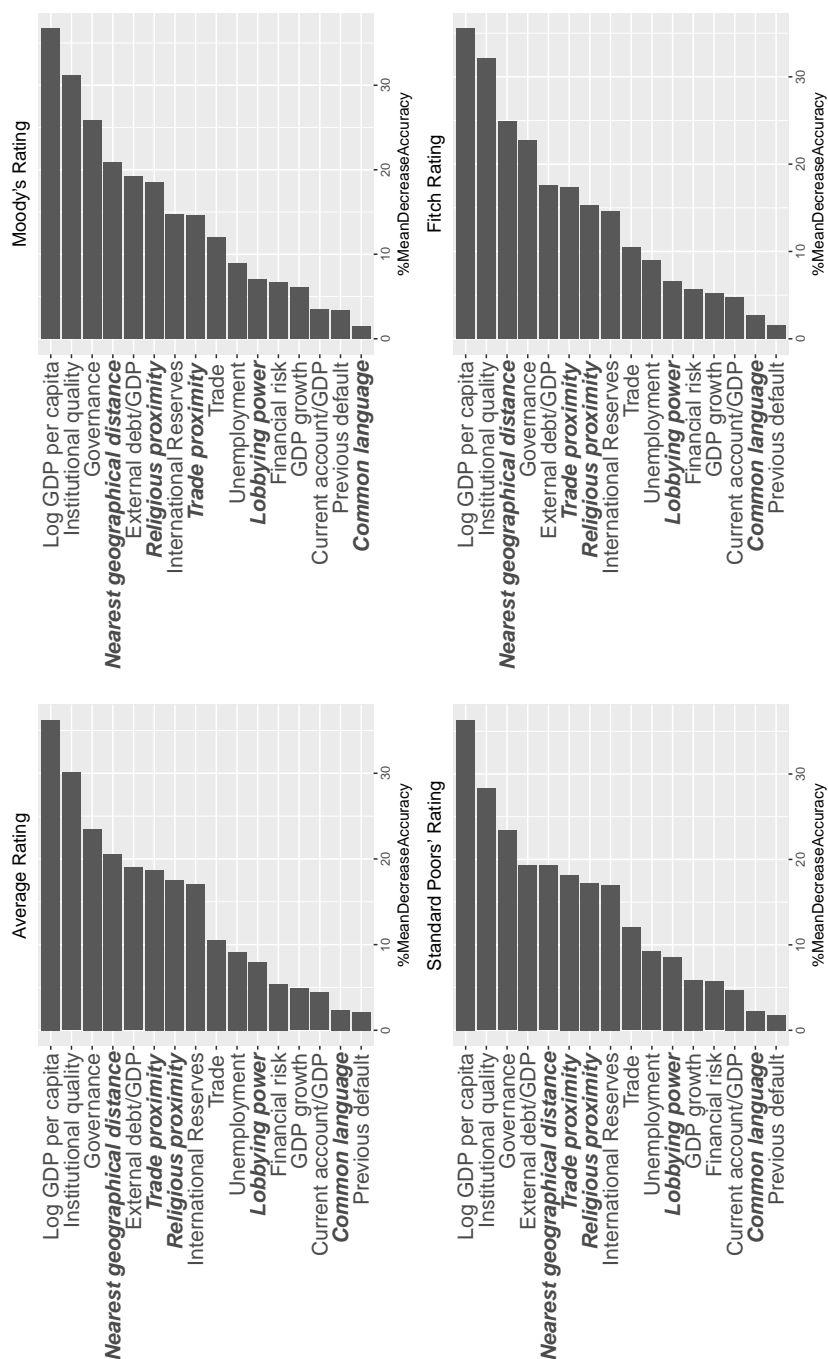 Moody's Rating
30
20
10
0
%MeanDecreaseAccuracy
Log GDP per capita
Institutional quality
Governance
Nearest geographical distance
External debt/GDP
Religious proximity
International Reserves
Trade proximity
Trade
Unemployment
Lobbying power
Financial risk
GDP growth
Current account/GDP
Previous default
Common language
Fitch Rating
30
20
10
0
%MeanDecreaseAccuracy
Log GDP per capita
Institutional quality
Nearest geographical distance
Governance
External debt/GDP
Trade proximity
Religious proximity
International Reserves
Trade
Unemployment
Lobbying power
Financial risk
GDP growth
Current account/GDP
Common language
Previous default
Average Rating
30
20
10
0
%MeanDecreaseAccuracy
Log GDP per capita
Institutional quality
Governance
Nearest geographical distance
External debt/GDP
Trade proximity
Religious proximity
International Reserves
Trade
Unemployment
Lobbying power
Financial risk
GDP growth
Current account/GDP
Common language
Previous default
Standard Poors' Rating
30
20
10
0
%MeanDecreaseAccuracy
Log GDP per capita
Institutional quality
Governance
External debt/GDP
Nearest geographical distance
Trade proximity
Religious proximity
International Reserves
Trade
Unemployment
Lobbying power
GDP growth
Financial risk
Current account/GDP
Common language
Previous default